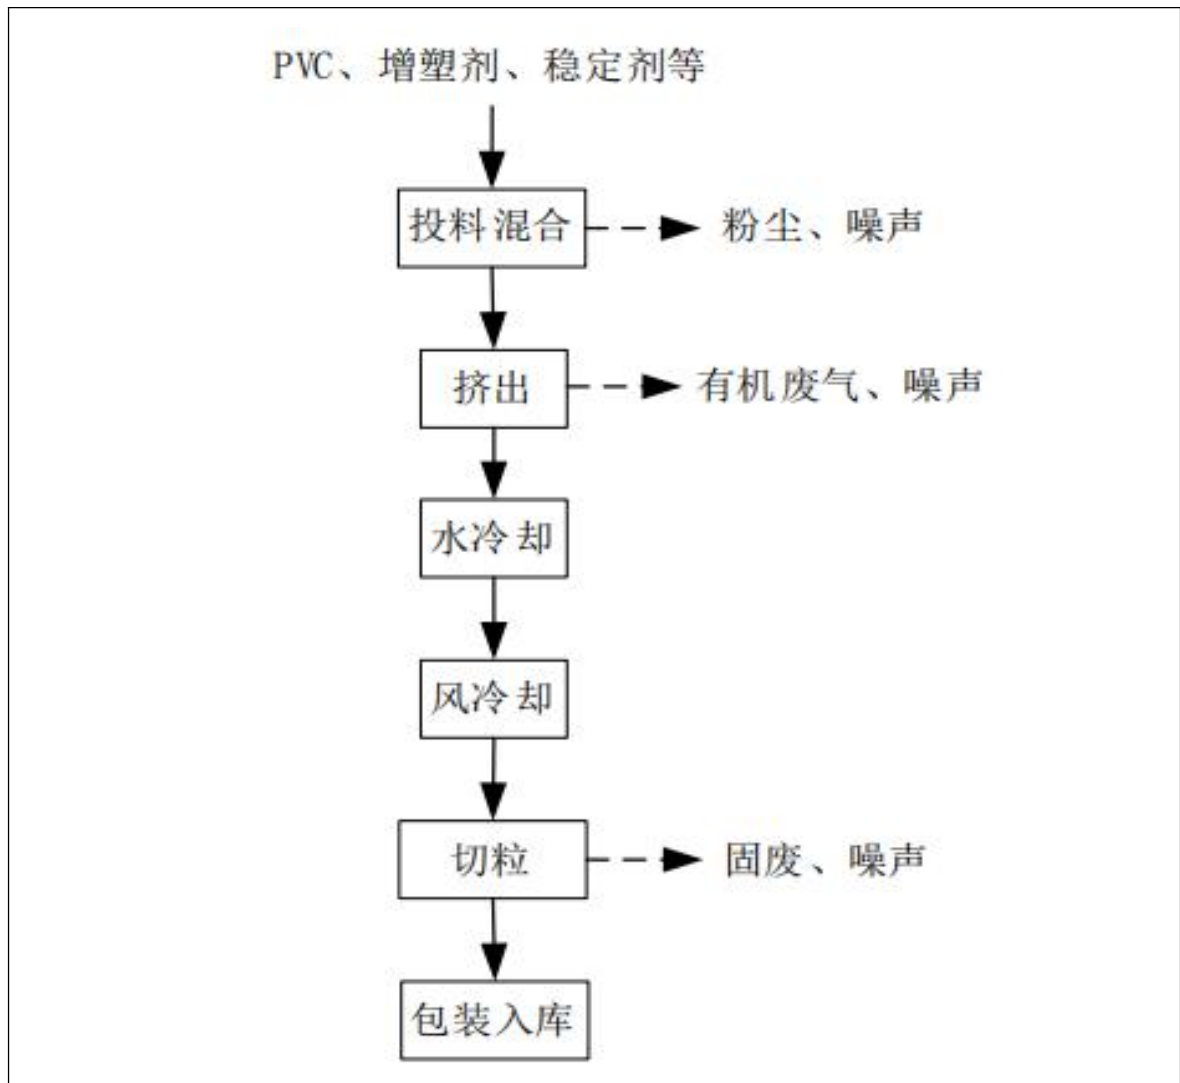 PVC、增塑剂、稳定剂等
投料混合
粉尘、噪声
挤出
有机废气、噪声
水冷却
风冷却
切粒
固废、噪声
包装入库